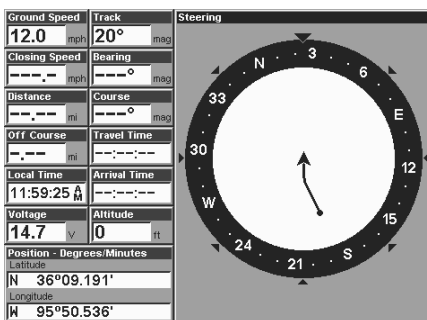 Ground Speed
12.0 mph
Track
20° mag
Closing Speed
---.- mph
Bearing
---° mag
Distance
--.-- mi
Course
---° mag
Off Course
-.-- mi
Travel Time
--:--:--
Local Time
11:59:25 AM
Arrival Time
--:--:--
Voltage
14.7 V
Altitude
0 ft
Position - Degrees/Minutes
Latitude
N 36°09.191'
Longitude
W 95°50.536'
Steering
N 3 6 E 12 15 S 21 24 W 30 33